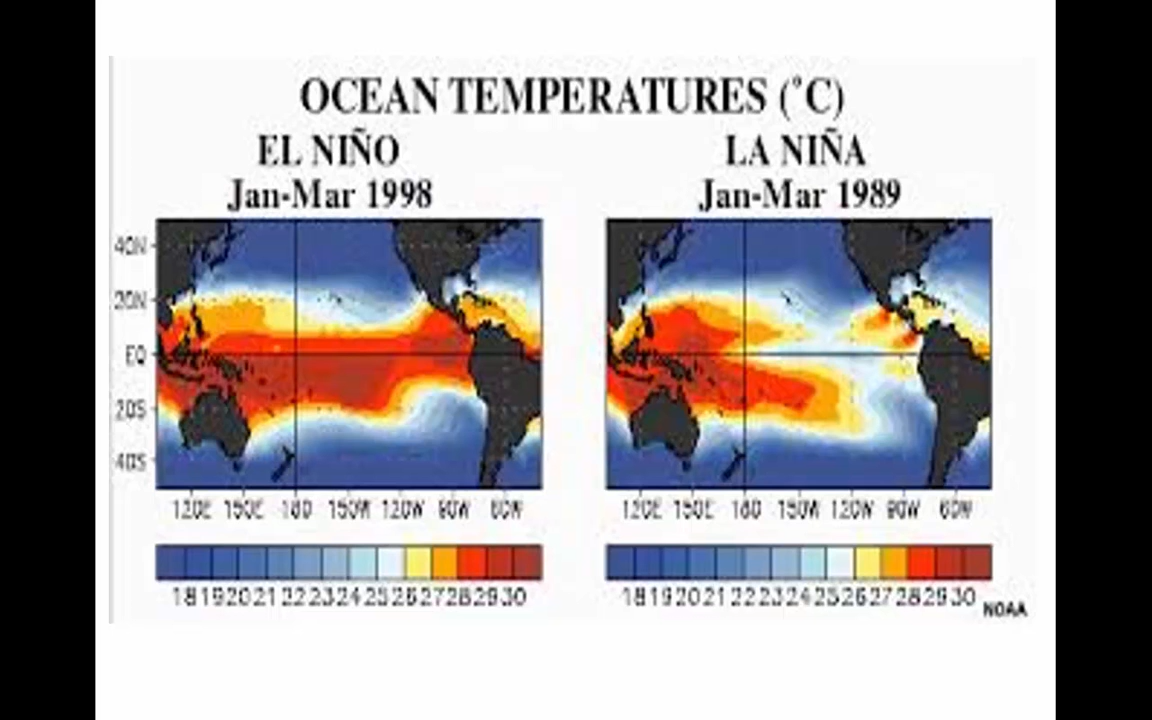 OCEAN TEMPERATURES (˚C)
EL NIÑO
Jan-Mar 1998
LA NIÑA
Jan-Mar 1989
40N
20N
EQ
20S
40S
120E 150E 180 150W 120W 90W 60W
120E 150E 180 150W 120W 90W 60W
18 19 20 21 22 23 24 25 26 27 28 29 30
18 19 20 21 22 23 24 25 26 27 28 29 30
NOAA